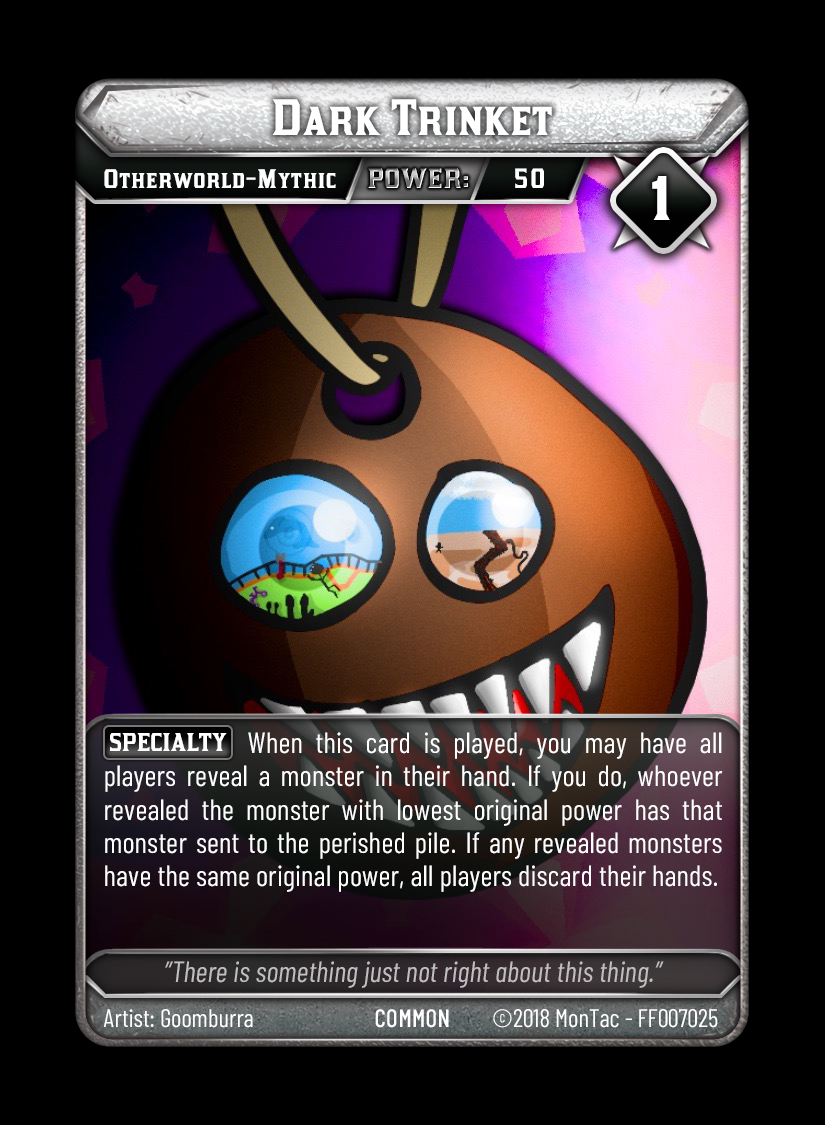 Dark Trinket
Otherworld-Mythic POWER: 50
1
SPECIALTY When this card is played, you may have all
players reveal a monster in their hand. If you do, whoever
revealed the monster with lowest original power has that
monster sent to the perished pile. If any revealed monsters
have the same original power, all players discard their hands.
"There is something just not right about this thing."
Artist: Goomburra COMMON ©2018 MonTac - FF007025